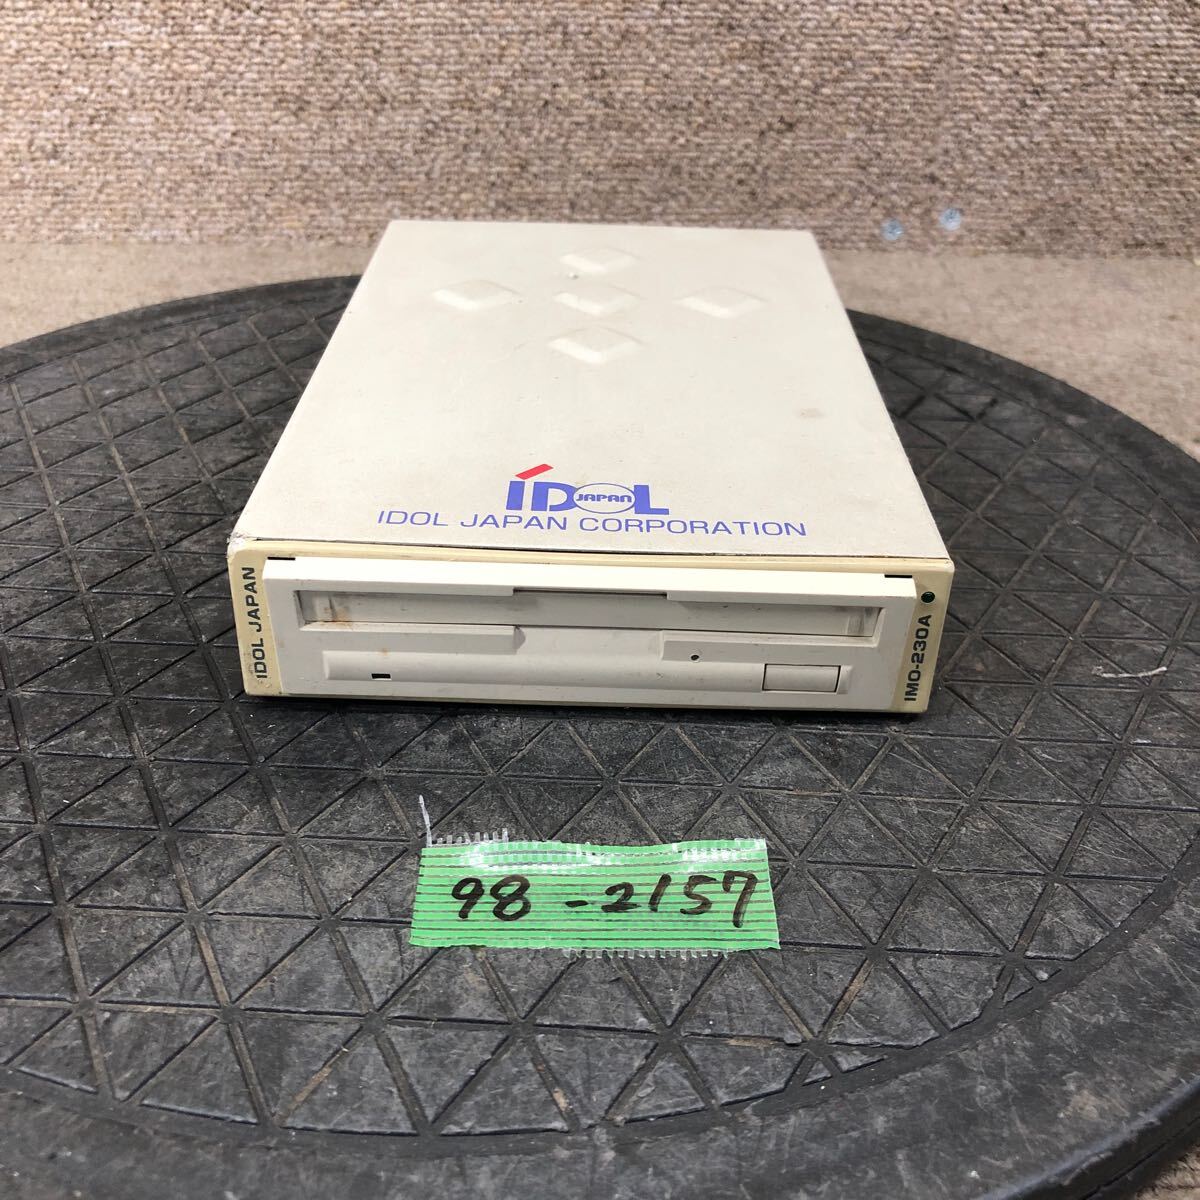 iDOL
JAPAN
IDOL JAPAN CORPORATION
IDOL JAPAN
IMO-230A
98-2157